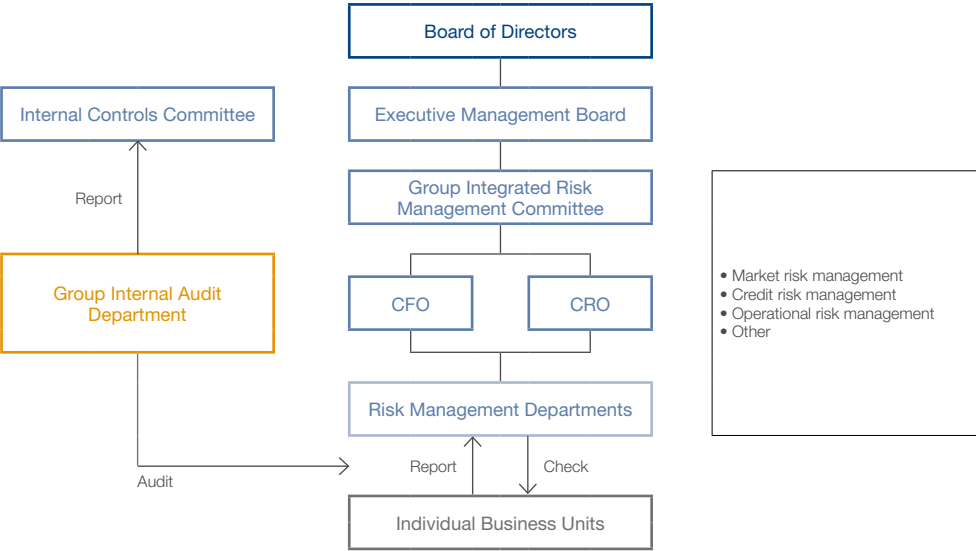 Board of Directors
Internal Controls Committee
Executive Management Board
Group Integrated Risk
Management Committee
Report
Group Internal Audit
Department
CFO
CRO
• Market risk management
• Credit risk management
• Operational risk management
• Other
Risk Management Departments
Report
Check
Audit
Individual Business Units